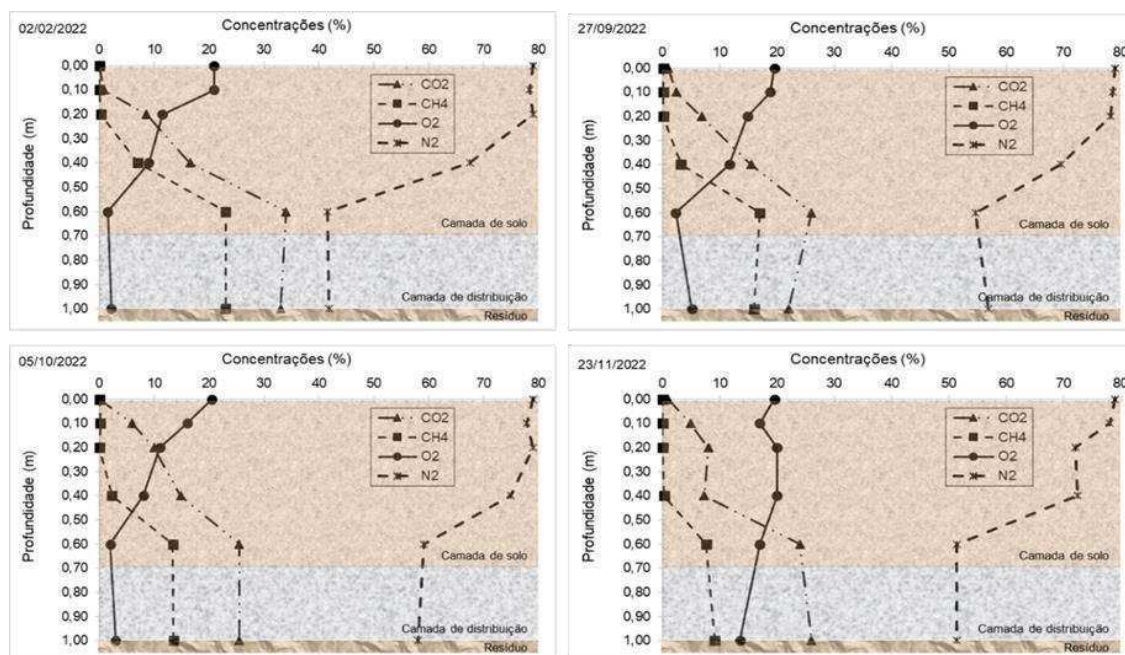 02/02/2022
Concentrações (%)
0 10 20 30 40 50 60 70 80
Profundidade (m)
0,00
0,10
0,20
0,30
0,40
0,50
0,60
0,70
0,80
0,90
1,00
CO2
CH4
O2
N2
Camada de solo
Camada de distribuição
Resíduo
27/09/2022
Concentrações (%)
0 10 20 30 40 50 60 70 80
Profundidade (m)
0,00
0,10
0,20
0,30
0,40
0,50
0,60
0,70
0,80
0,90
1,00
CO2
CH4
O2
N2
Camada de solo
Camada de distribuição
Resíduo
05/10/2022
Concentrações (%)
0 10 20 30 40 50 60 70 80
Profundidade (m)
0,00
0,10
0,20
0,30
0,40
0,50
0,60
0,70
0,80
0,90
1,00
CO2
CH4
O2
N2
Camada de solo
Camada de distribuição
Resíduo
23/11/2022
Concentrações (%)
0 10 20 30 40 50 60 70 80
Profundidade (m)
0,00
0,10
0,20
0,30
0,40
0,50
0,60
0,70
0,80
0,90
1,00
CO2
CH4
O2
N2
Camada de solo
Camada de distribuição
Resíduo